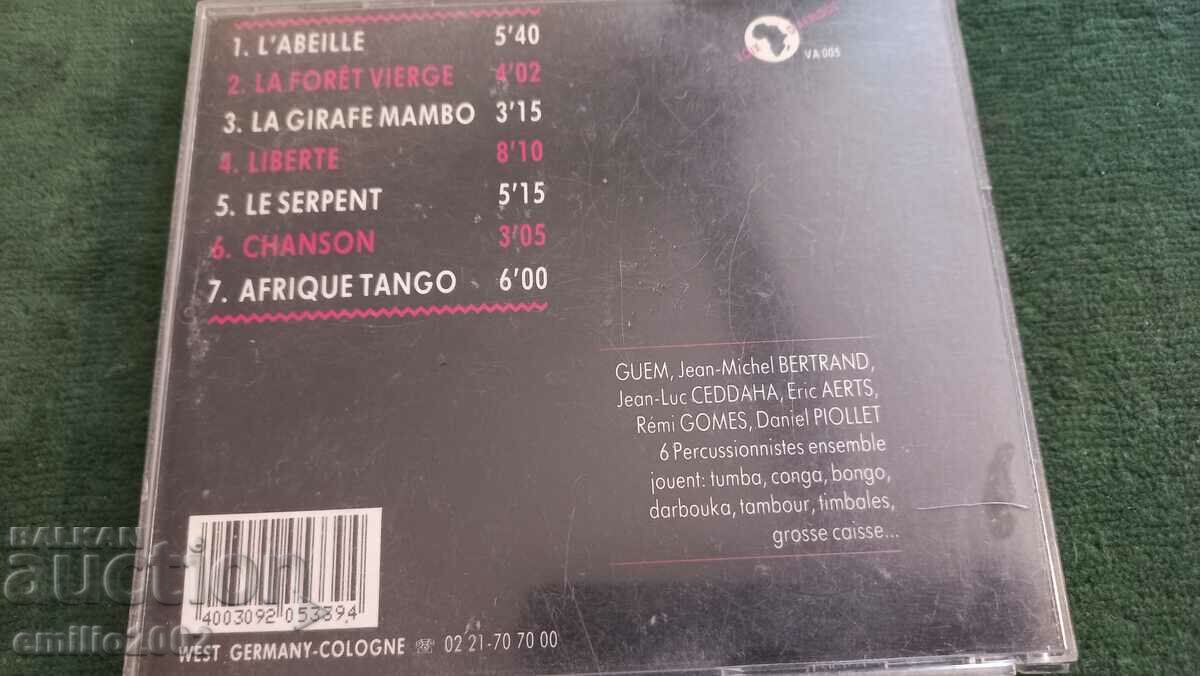 1. L'ABEILLE 5'40
2. LA FORÊT VIERGE 4'02
3. LA GIRAFE MAMBO 3'15
4. LIBERTE 8'10
5. LE SERPENT 5'15
6. CHANSON 3'05
7. AFRIQUE TANGO 6'00
VA 005
GUEM, Jean-Michel BERTRAND,
Jean-Luc CEDDAHA, Eric AERTS,
Rémi GOMES, Daniel PIOLLET
6 Percussionnistes ensemble
jouent: tumba, conga, bongo,
darbouka, tambour, timbales,
grosse caisse...
4003092 053394
WEST GERMANY-COLOGNE ☏ 02 21-70 70 00
BALKAN
auction
emillio2002